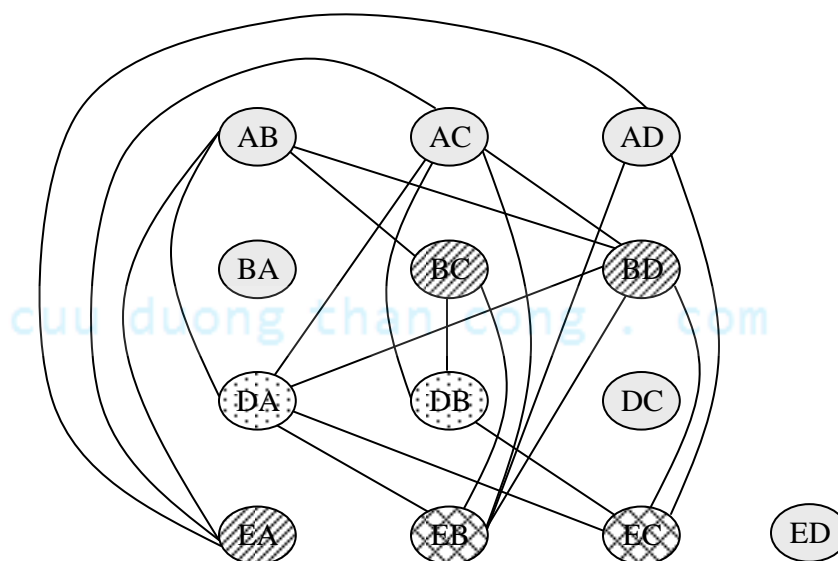 AB AC AD
BA BC BD
cuu duong than cong . com
DA DB DC
EA EB EC ED